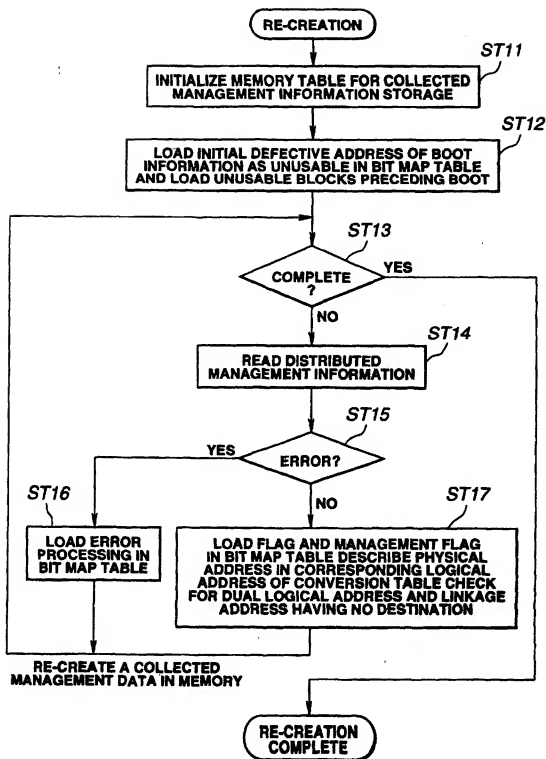 RE-CREATION
ST11
INITIALIZE MEMORY TABLE FOR COLLECTED
MANAGEMENT INFORMATION STORAGE
ST12
LOAD INITIAL DEFECTIVE ADDRESS OF BOOT
INFORMATION AS UNUSABLE IN BIT MAP TABLE
AND LOAD UNUSABLE BLOCKS PRECEDING BOOT
ST13
COMPLETE
?
YES
NO
ST14
READ DISTRIBUTED
MANAGEMENT INFORMATION
ST15
YES
ERROR?
NO
ST16
LOAD ERROR
PROCESSING IN
BIT MAP TABLE
ST17
LOAD FLAG AND MANAGEMENT FLAG
IN BIT MAP TABLE DESCRIBE PHYSICAL
ADDRESS IN CORRESPONDING LOGICAL
ADDRESS OF CONVERSION TABLE CHECK
FOR DUAL LOGICAL ADDRESS AND LINKAGE
ADDRESS HAVING NO DESTINATION
RE-CREATE A COLLECTED
MANAGEMENT DATA IN MEMORY
RE-CREATION
COMPLETE